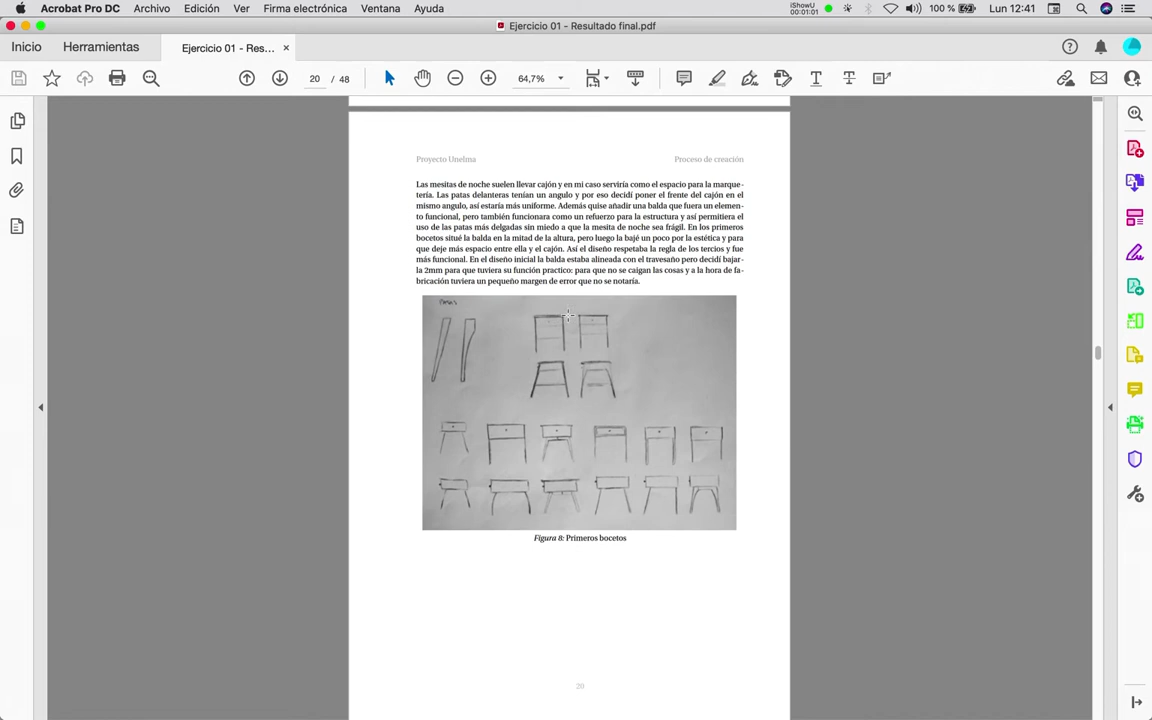 Acrobat Pro DC Archivo Edición Ver Firma electrónica Ventana Ayuda iShowU 00:01:01 100 % Lun 12:41
Ejercicio 01 - Resultado final.pdf
Inicio Herramientas Ejercicio 01 - Res... ×
20 / 48 64,7%
Proyecto Unelma Proceso de creación
Las mesitas de noche suelen llevar cajón y en mi caso serviría como el espacio para la marque-
tería. Las patas delanteras tenían un angulo y por eso decidí poner el frente del cajón en el
mismo angulo, así estaría más uniforme. Además quise añadir una balda que fuera un elemen-
to funcional, pero también funcionara como un refuerzo para la estructura y así permitiera el
uso de las patas más delgadas sin miedo a que la mesita de noche sea frágil. En los primeros
bocetos situé la balda en la mitad de la altura, pero luego la bajé un poco por la estética y para
que deje más espacio entre ella y el cajón. Así el diseño respetaba la regla de los tercios y fue
más funcional. En el diseño inicial la balda estaba alineada con el travesaño pero decidí bajar-
la 2mm para que tuviera su función practico: para que no se caigan las cosas y a la hora de fa-
bricación tuviera un pequeño margen de error que no se notaría.
Figura 8: Primeros bocetos
20